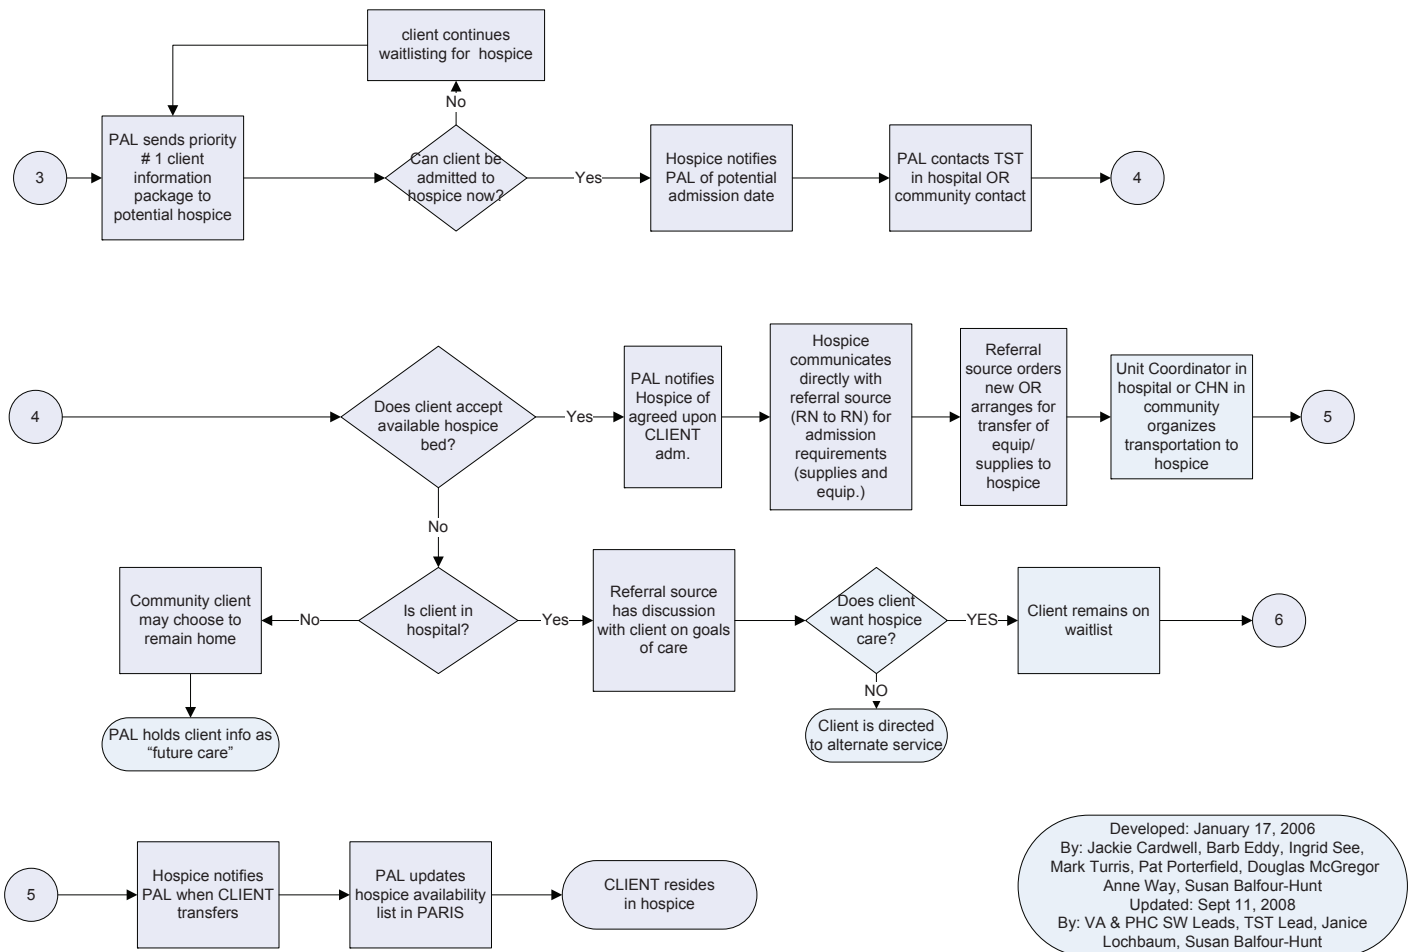 client continues
waitlisting for hospice
No
3
PAL sends priority
# 1 client
information
package to
potential hospice
Can client be
admitted to
hospice now?
Yes
Hospice notifies
PAL of potential
admission date
PAL contacts TST
in hospital OR
community contact
4
4
Does client accept
available hospice
bed?
Yes
PAL notifies
Hospice of
agreed upon
CLIENT
adm.
Hospice
communicates
directly with
referral source
(RN to RN) for
admission
requirements
(supplies and
equip.)
Referral
source orders
new OR
arranges for
transfer of
equip/
supplies to
hospice
Unit Coordinator in
hospital or CHN in
community
organizes
transportation to
hospice
5
No
Community client
may choose to
remain home
No
Is client in
hospital?
Yes
Referral source
has discussion
with client on goals
of care
Does client
want hospice
care?
YES
Client remains on
waitlist
6
PAL holds client info as
“future care”
NO
Client is directed
to alternate service
5
Hospice notifies
PAL when CLIENT
transfers
PAL updates
hospice availability
list in PARIS
CLIENT resides
in hospice
Developed: January 17, 2006
By: Jackie Cardwell, Barb Eddy, Ingrid See,
Mark Turris, Pat Porterfield, Douglas McGregor
Anne Way, Susan Balfour-Hunt
Updated: Sept 11, 2008
By: VA & PHC SW Leads, TST Lead, Janice
Lochbaum, Susan Balfour-Hunt